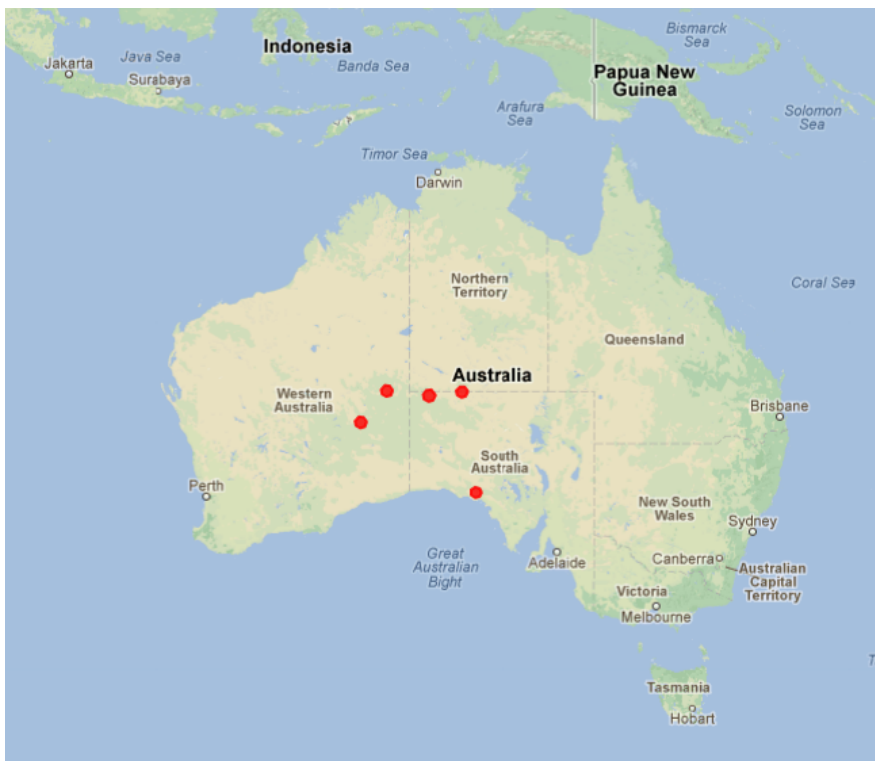 Bismarck
Sea
Java Sea
Indonesia
Jakarta
Banda Sea
Surabaya
Papua New
Guinea
Arafura
Sea
Solomon
Sea
Timor Sea
Darwin
Northern
Territory
Coral Sea
Queensland
Australia
Western
Australia
Brisbane
South
Australia
Perth
New South
Wales
Sydney
Great
Australian
Bight
Adelaide
Canberra
Australian
Capital
Territory
Victoria
Melbourne
T
Tasmania
Hobart